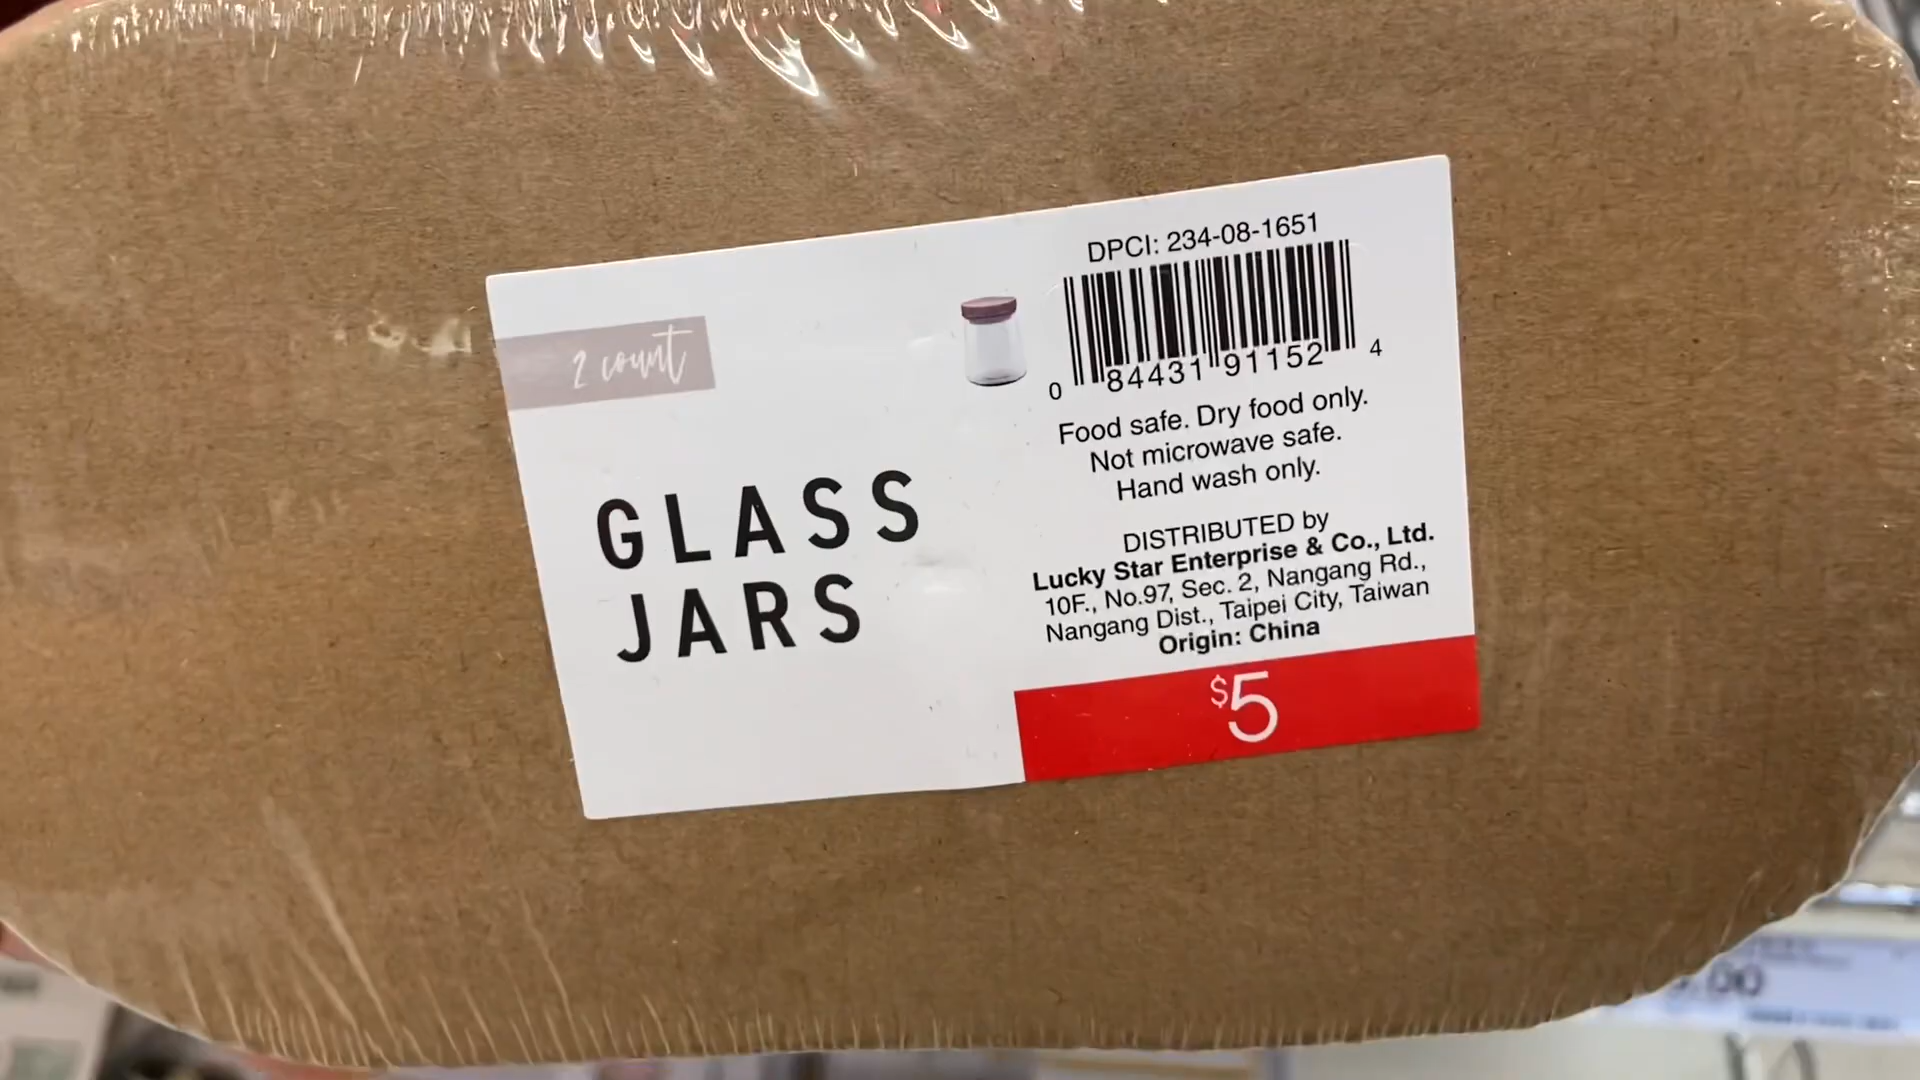 2 count
GLASS
JARS
DPCI: 234-08-1651
0 84431 91152 4
Food safe. Dry food only.
Not microwave safe.
Hand wash only.
DISTRIBUTED by
Lucky Star Enterprise & Co., Ltd.
10F., No.97, Sec. 2, Nangang Rd.,
Nangang Dist., Taipei City, Taiwan
Origin: China
$5